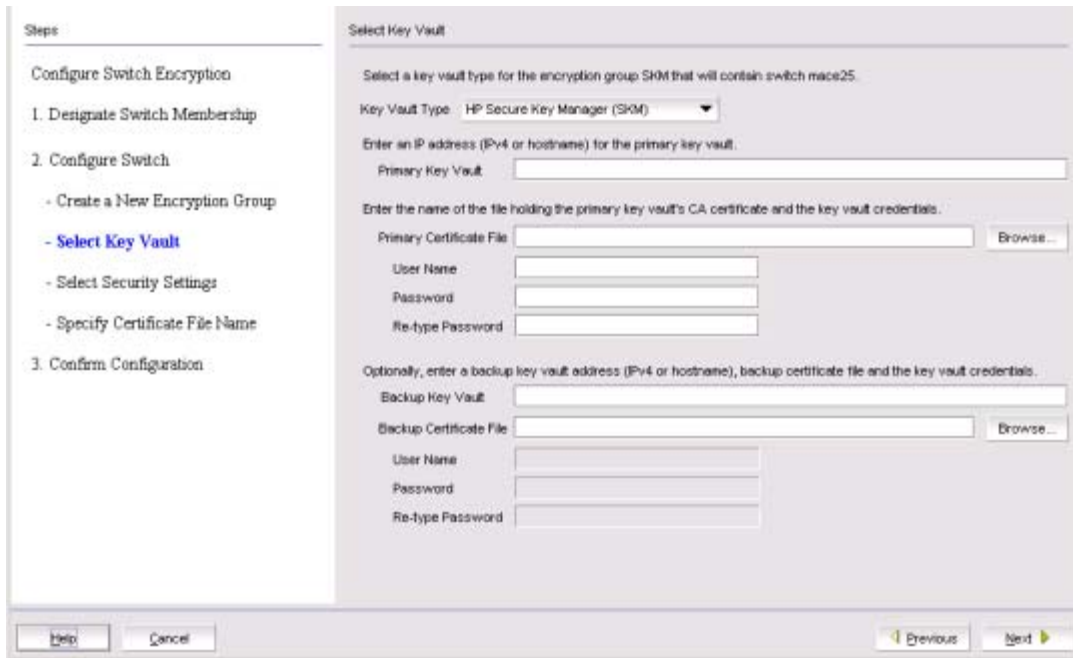 Steps
Configure Switch Encryption
1. Designate Switch Membership
2. Configure Switch
- Create a New Encryption Group
- Select Key Vault
- Select Security Settings
- Specify Certificate File Name
3. Confirm Configuration
Select Key Vault
Select a key vault type for the encryption group SKM that will contain switch mace25.
Key Vault Type HP Secure Key Manager (SKM)
Enter an IP address (IPv4 or hostname) for the primary key vault.
Primary Key Vault
Enter the name of the file holding the primary key vault's CA certificate and the key vault credentials.
Primary Certificate File Browse...
User Name
Password
Re-type Password
Optionally, enter a backup key vault address (IPv4 or hostname), backup certificate file and the key vault credentials.
Backup Key Vault
Backup Certificate File Browse...
User Name
Password
Re-type Password
Help Cancel Previous Next